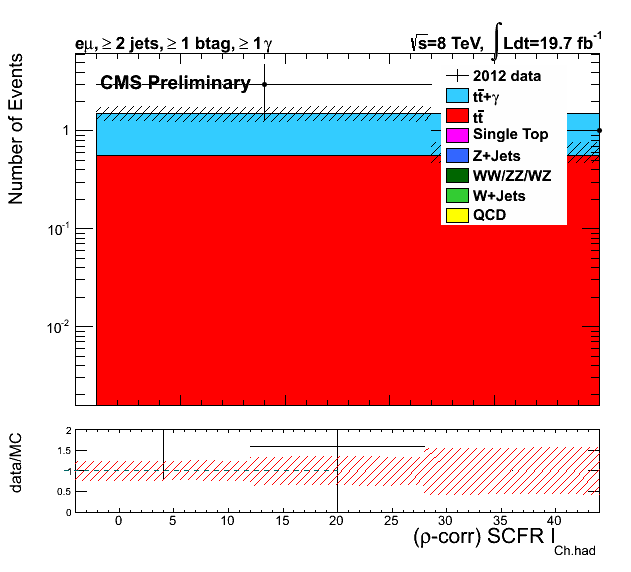 eμ, ≥ 2 jets, ≥ 1 btag, ≥ 1 γ
√s=8 TeV, ∫ Ldt=19.7 fb⁻¹
CMS Preliminary
2012 data
tt̄+γ
tt̄
Single Top
Z+Jets
WW/ZZ/WZ
W+Jets
QCD
Number of Events
1
10⁻¹
10⁻²
data/MC
2
1.5
1
0.5
0
0 5 10 15 20 25 30 35 40
(ρ-corr) SCFR I Ch.had